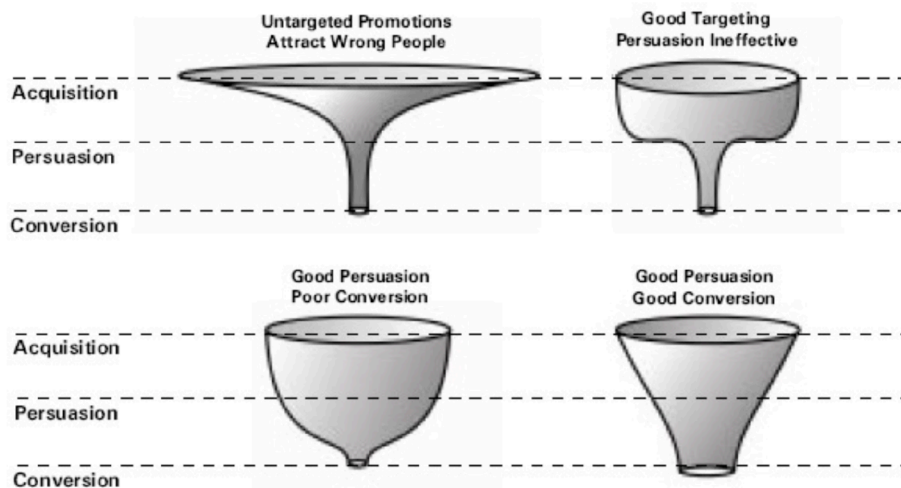 Untargeted Promotions
Attract Wrong People
Good Targeting
Persuasion Ineffective
Acquisition
Persuasion
Conversion
Good Persuasion
Poor Conversion
Good Persuasion
Good Conversion
Acquisition
Persuasion
Conversion